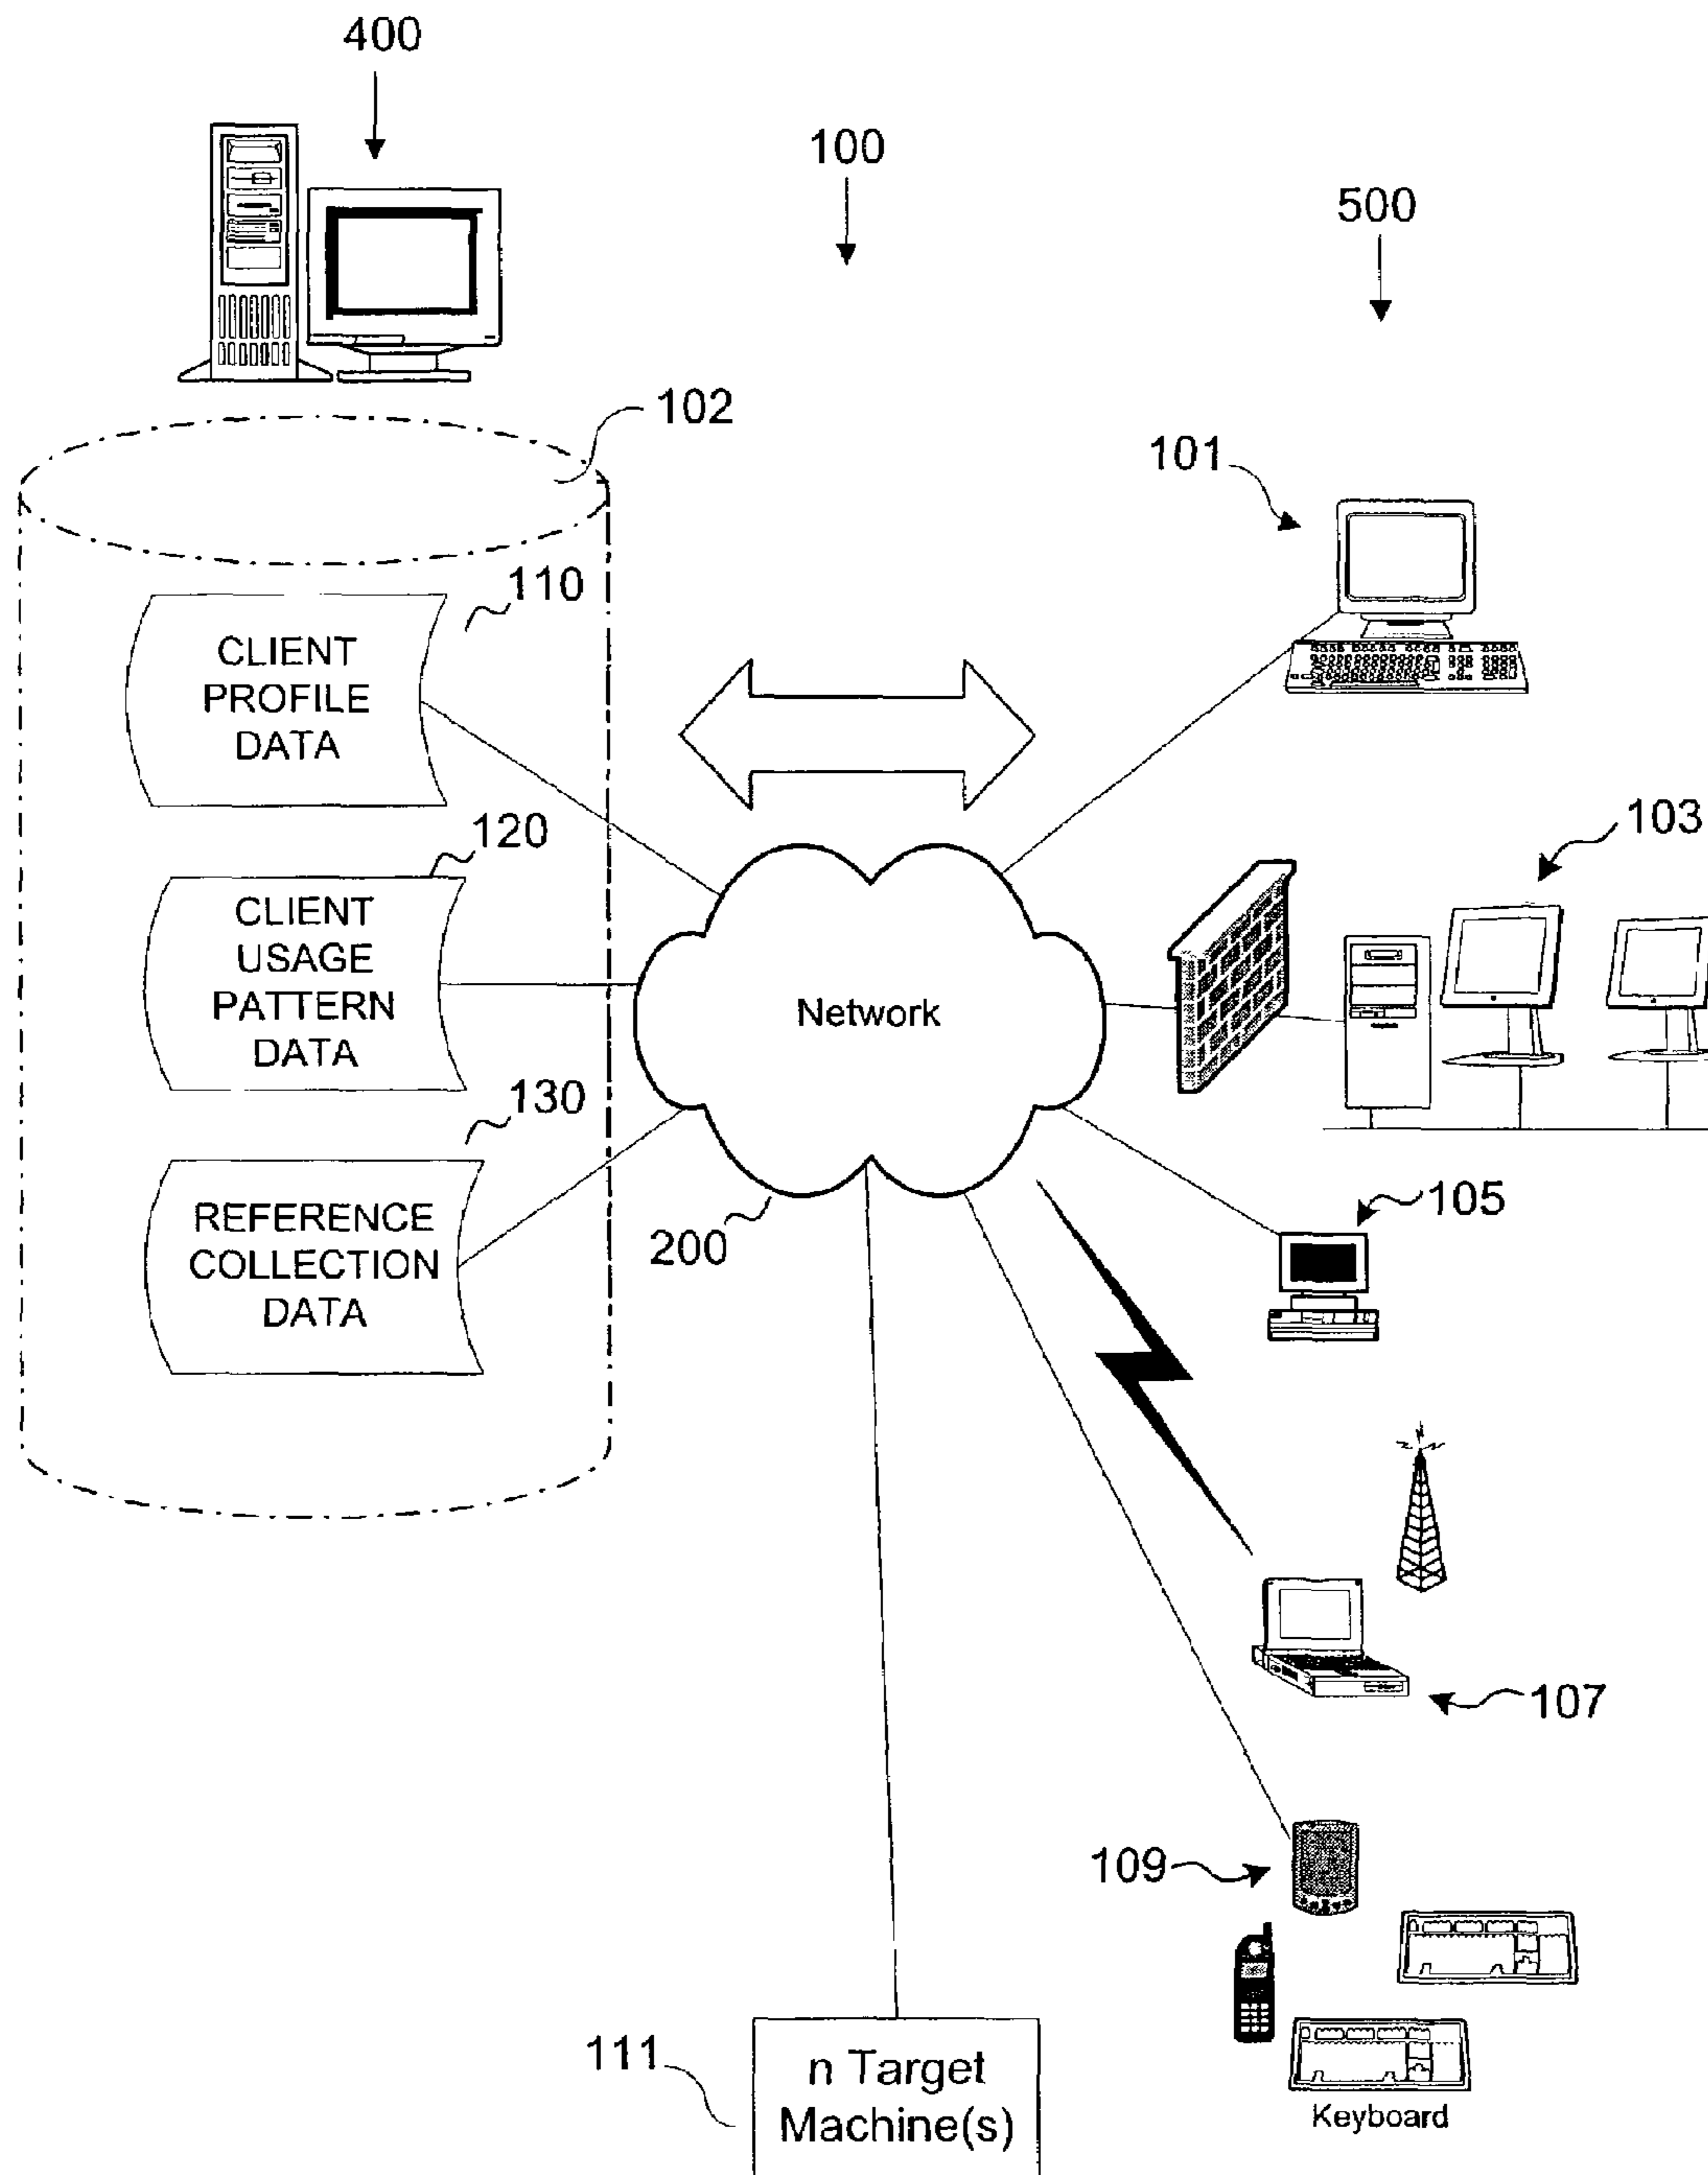 400
100
500
102
101
110
CLIENT
PROFILE
DATA
103
120
CLIENT
USAGE
PATTERN
DATA
Network
130
105
200
REFERENCE
COLLECTION
DATA
107
109
111
n Target
Machine(s)
Keyboard